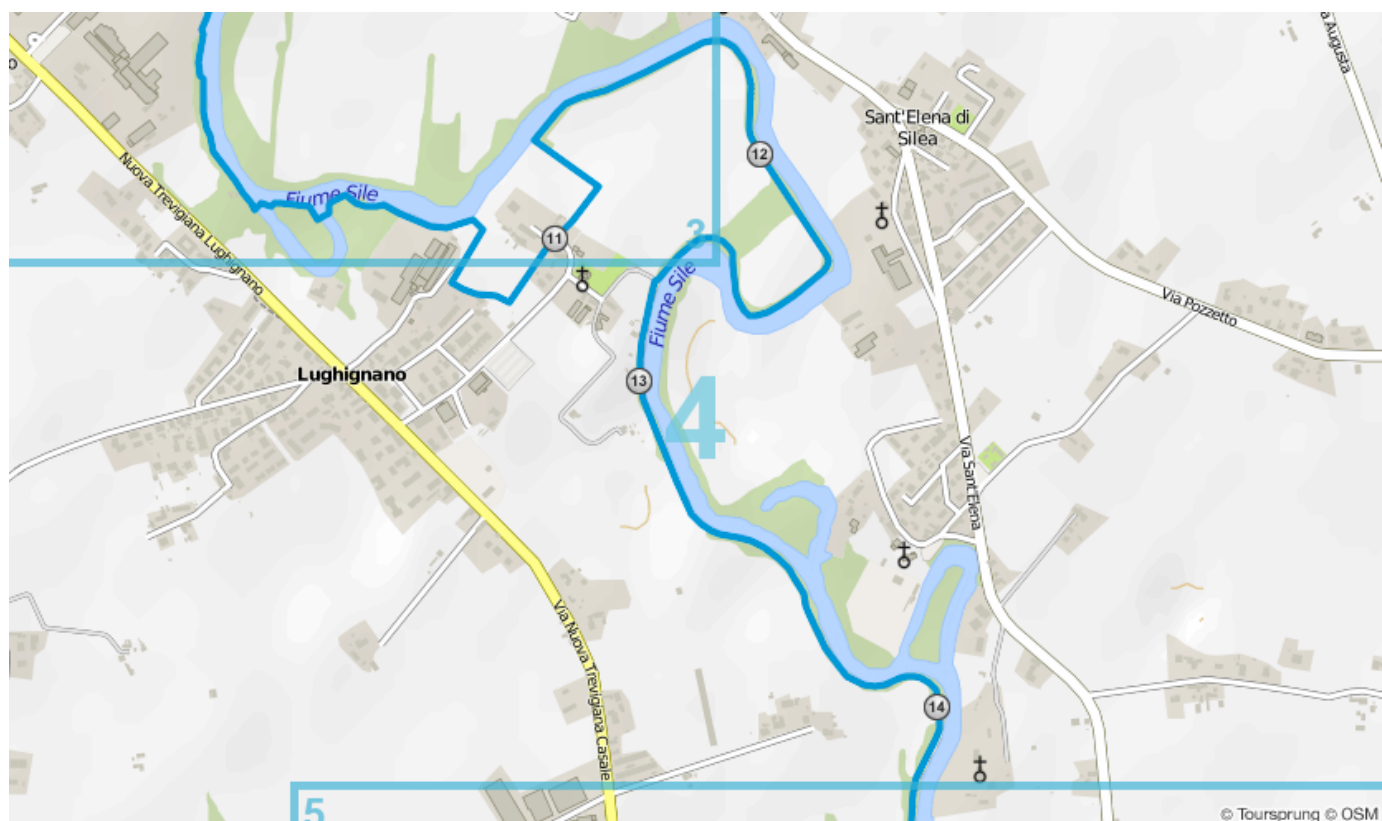 a Augusta
o
Sant'Elena di
Silea
12
Nuova Trevigiana Lughignano
Fiume Sile
11
3
Fiume Sile
Via Pozzetto
Lughignano
13
4
Via Sant'Elena
Via Nuova Trevigiana Casale
14
5
© Toursprung © OSM